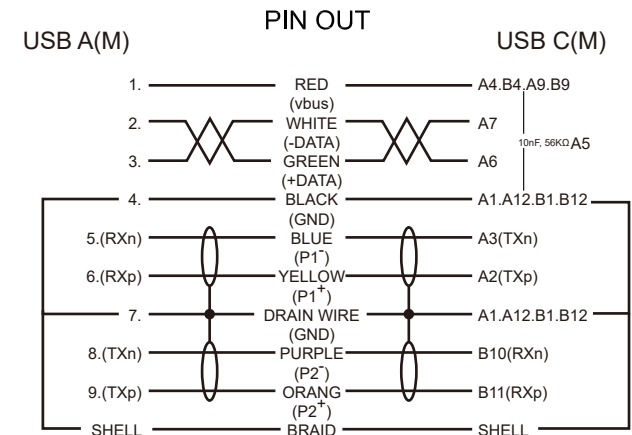 PIN OUT
USB A(M) USB C(M)
1. RED A4.B4.A9.B9
(vbus)
2. WHITE A7
(-DATA) 10nF, 56KΩ A5
3. GREEN A6
(+DATA)
4. BLACK A1.A12.B1.B12
(GND)
5.(RXn) BLUE A3(TXn)
(P1-)
6.(RXp) YELLOW A2(TXp)
(P1+)
7. DRAIN WIRE A1.A12.B1.B12
(GND)
8.(TXn) PURPLE B10(RXn)
(P2-)
9.(TXp) ORANG B11(RXp)
(P2+)
SHELL BRAID SHELL